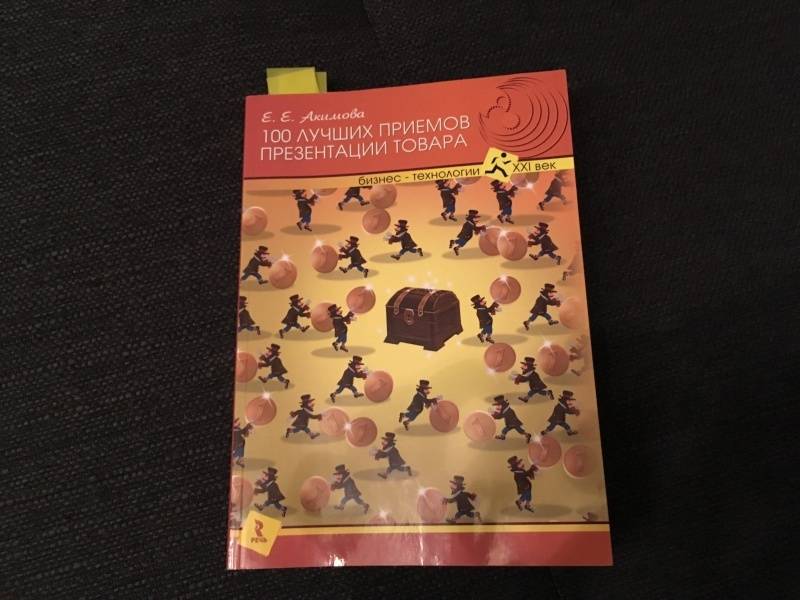 Е. Е. Акимова
100 ЛУЧШИХ ПРИЕМОВ
ПРЕЗЕНТАЦИИ ТОВАРА
бизнес - технологии XXI век
РЕЧЬ